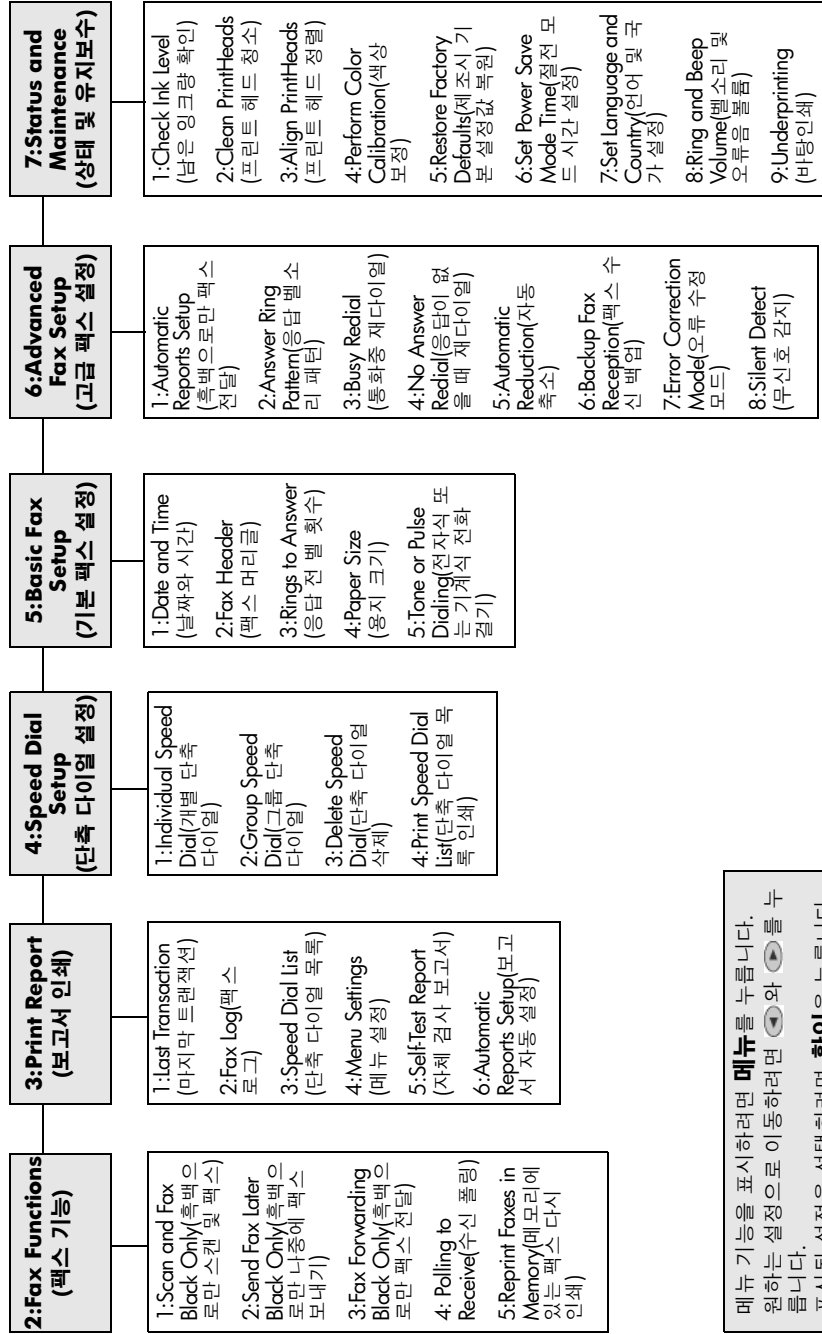 2:Fax Functions
(팩스 기능)
1:Scan and Fax
Black Only(흑백으
로만 스캔 및 팩스)
2:Send Fax Later
Black Only(흑백으
로만 나중에 팩스
보내기)
3:Fax Forwarding
Black Only(흑백으
로만 팩스 전달)
4: Polling to
Receive(수신 폴링)
5:Reprint Faxes in
Memory(메모리에
있는 팩스 다시
인쇄)
3:Print Report
(보고서 인쇄)
1:Last Transaction
(마지막 트랜잭션)
2:Fax Log(팩스
로그)
3:Speed Dial List
(단축 다이얼 목록)
4:Menu Settings
(메뉴 설정)
5:Self-Test Report
(자체 검사 보고서)
6:Automatic
Reports Setup(보고
서 자동 설정)
4:Speed Dial
Setup
(단축 다이얼 설정)
1:Individual Speed
Dial(개별 단축
다이얼)
2:Group Speed
Dial(그룹 단축
다이얼)
3:Delete Speed
Dial(단축 다이얼
삭제)
4:Print Speed Dial
List(단축 다이얼 목
록 인쇄)
5:Basic Fax
Setup
(기본 팩스 설정)
1:Date and Time
(날짜와 시간)
2:Fax Header
(팩스 머리글)
3:Rings to Answer
(응답 전 벨 횟수)
4:Paper Size
(용지 크기)
5:Tone or Pulse
Dialing(전자식 또
는 기계식 전화
걸기)
6:Advanced
Fax Setup
(고급 팩스 설정)
1:Automatic
Reports Setup
(흑백으로만 팩스
전달)
2:Answer Ring
Pattern(응답 벨 소
리 패턴)
3:Busy Redial
(통화중 재다이얼)
4:No Answer
Redial(응답이 없
을 때 재다이얼)
5:Automatic
Reduction(자동
축소)
6:Backup Fax
Reception(팩스 수
신 백업)
7:Error Correction
Mode(오류 수정
모드)
8:Silent Detect
(무신호 감지)
7:Status and
Maintenance
(상태 및 유지보수)
1:Check Ink Level
(남은 잉크량 확인)
2:Clean PrintHeads
(프린트 헤드 청소)
3:Align PrintHeads
(프린트 헤드 정렬)
4:Perform Color
Calibration(색상
보정)
5:Restore Factory
Defaults(제조시 기
본 설정값 복원)
6:Set Power Save
Mode Time(절전 모
드 시간 설정)
7:Set Language and
Country(언어 및 국
가 설정)
8:Ring and Beep
Volume(벨소리 및
오류음 볼륨)
9:Underprinting
(바탕인쇄)
메뉴 기능을 표시하려면 메뉴를 누릅니다.
원하는 설정으로 이동하려면 ◀ 와 ▶ 를 누
릅니다.
표시된 설정을 선택하려면 확인을 누릅니다.